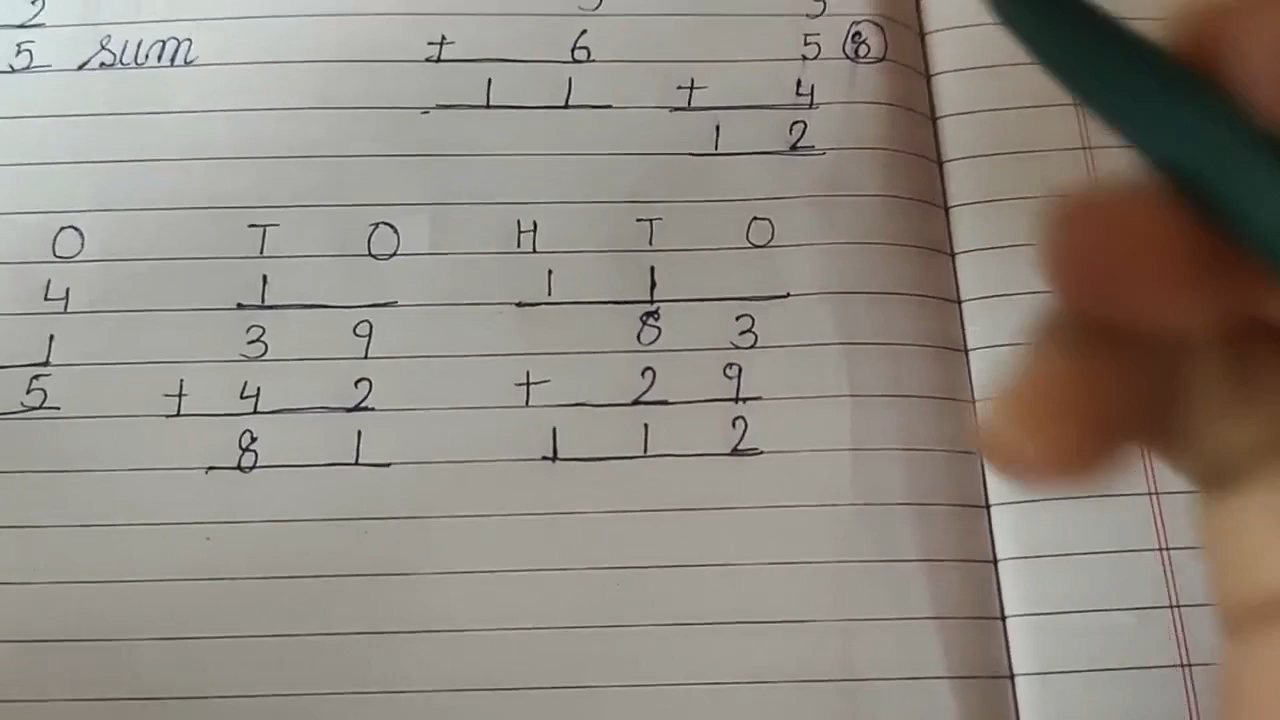 2
5 sum + 6 5 8
1 1 + 4
1 2
O T O H T O
4 1 1 1
1 3 9 8 3
5 + 4 2 + 2 9
8 1 1 1 2